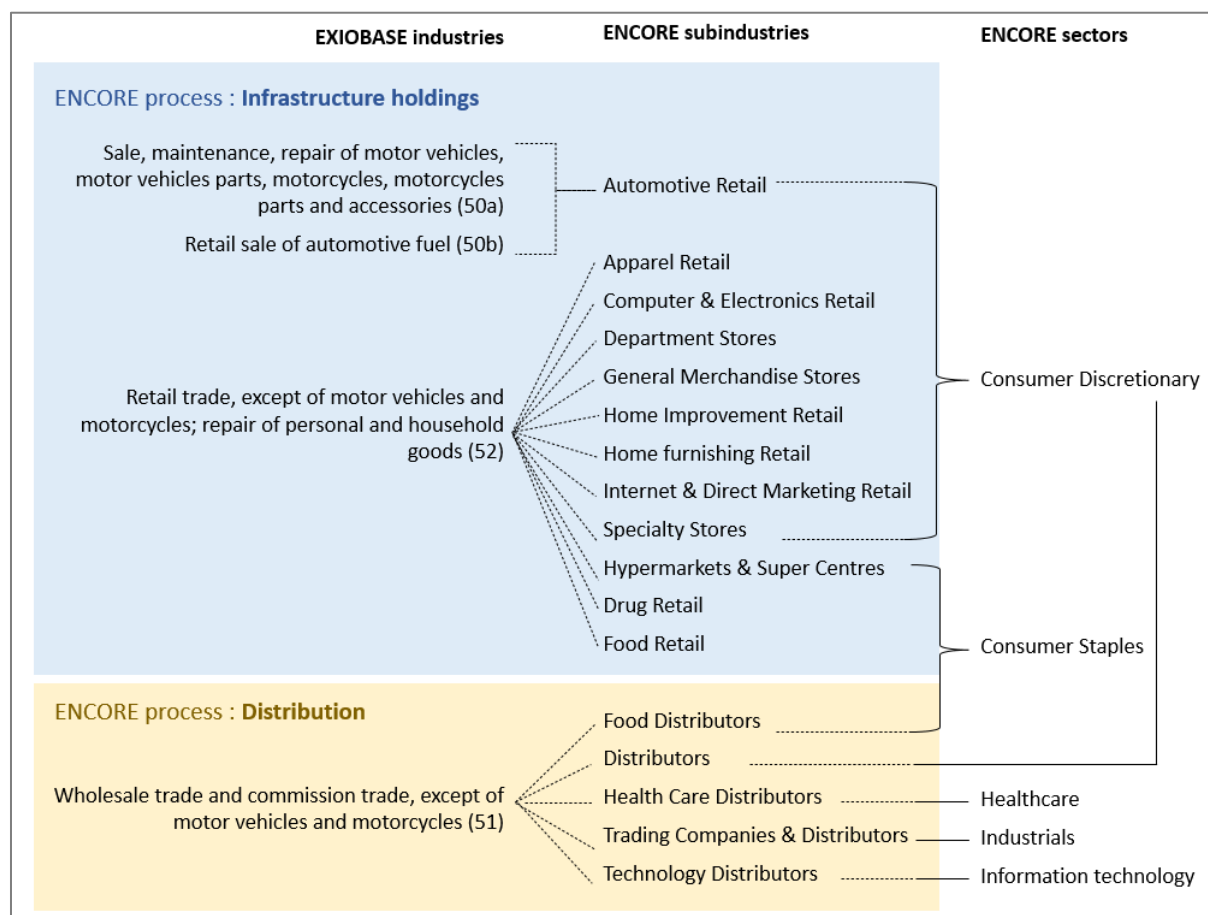 EXIOBASE industries
ENCORE subindustries
ENCORE sectors
ENCORE process : Infrastructure holdings
Sale, maintenance, repair of motor vehicles,
motor vehicles parts, motorcycles, motorcycles
parts and accessories (50a)
Automotive Retail
Retail sale of automotive fuel (50b)
Apparel Retail
Computer & Electronics Retail
Department Stores
General Merchandise Stores
Consumer Discretionary
Retail trade, except of motor vehicles and
motorcycles; repair of personal and household
goods (52)
Home Improvement Retail
Home furnishing Retail
Internet & Direct Marketing Retail
Specialty Stores
Hypermarkets & Super Centres
Drug Retail
Food Retail
Consumer Staples
ENCORE process : Distribution
Food Distributors
Distributors
Wholesale trade and commission trade, except of
motor vehicles and motorcycles (51)
Health Care Distributors
Healthcare
Trading Companies & Distributors
Industrials
Technology Distributors
Information technology